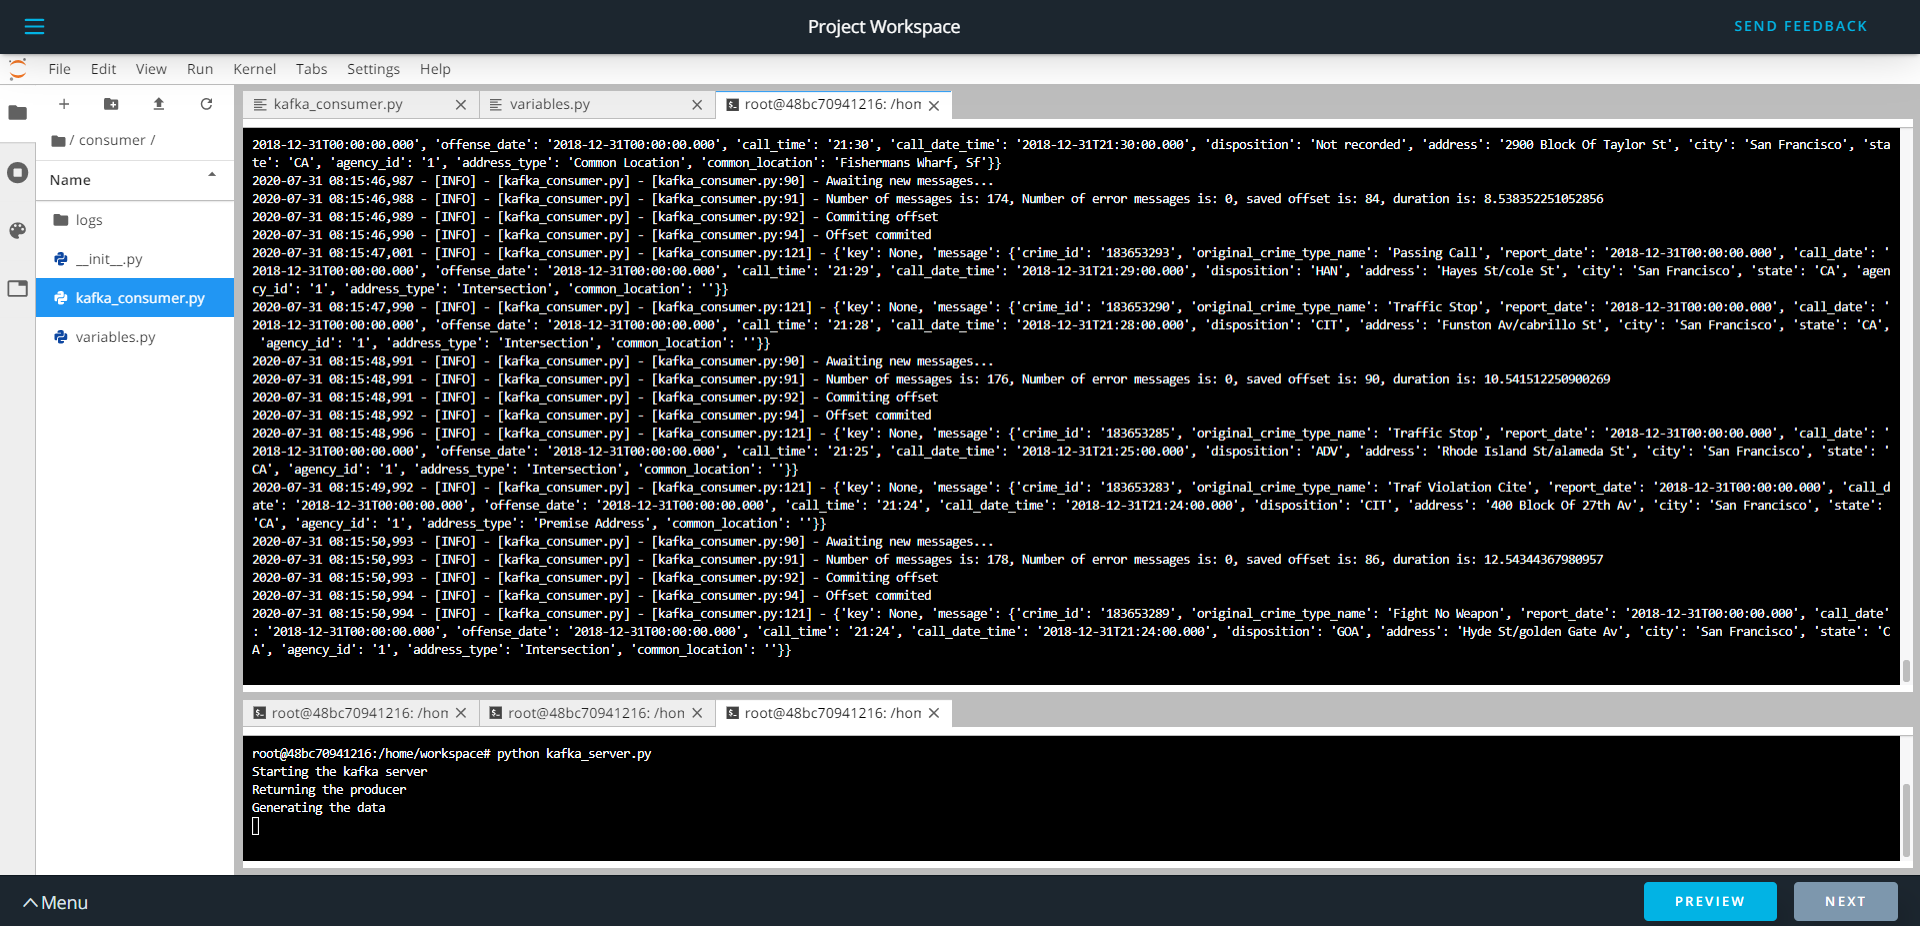 Project Workspace
SEND FEEDBACK
File Edit View Run Kernel Tabs Settings Help
/ consumer /
Name
logs
__init__.py
kafka_consumer.py
variables.py
kafka_consumer.py
variables.py
root@48bc70941216: /hom
2018-12-31T00:00:00.000', 'offense_date': '2018-12-31T00:00:00.000', 'call_time': '21:30', 'call_date_time': '2018-12-31T21:30:00.000', 'disposition': 'Not recorded', 'address': '2900 Block Of Taylor St', 'city': 'San Francisco', 'sta
te': 'CA', 'agency_id': '1', 'address_type': 'Common Location', 'common_location': 'Fishermans Wharf, Sf'}}
2020-07-31 08:15:46,987 - [INFO] - [kafka_consumer.py] - [kafka_consumer.py:90] - Awaiting new messages...
2020-07-31 08:15:46,988 - [INFO] - [kafka_consumer.py] - [kafka_consumer.py:91] - Number of messages is: 174, Number of error messages is: 0, saved offset is: 84, duration is: 8.538352251052856
2020-07-31 08:15:46,989 - [INFO] - [kafka_consumer.py] - [kafka_consumer.py:92] - Commiting offset
2020-07-31 08:15:46,990 - [INFO] - [kafka_consumer.py] - [kafka_consumer.py:94] - Offset commited
2020-07-31 08:15:47,001 - [INFO] - [kafka_consumer.py] - [kafka_consumer.py:121] - {'key': None, 'message': {'crime_id': '183653293', 'original_crime_type_name': 'Passing Call', 'report_date': '2018-12-31T00:00:00.000', 'call_date': '
2018-12-31T00:00:00.000', 'offense_date': '2018-12-31T00:00:00.000', 'call_time': '21:29', 'call_date_time': '2018-12-31T21:29:00.000', 'disposition': 'HAN', 'address': 'Hayes St/cole St', 'city': 'San Francisco', 'state': 'CA', 'agen
cy_id': '1', 'address_type': 'Intersection', 'common_location': ''}}
2020-07-31 08:15:47,990 - [INFO] - [kafka_consumer.py] - [kafka_consumer.py:121] - {'key': None, 'message': {'crime_id': '183653290', 'original_crime_type_name': 'Traffic Stop', 'report_date': '2018-12-31T00:00:00.000', 'call_date': '
2018-12-31T00:00:00.000', 'offense_date': '2018-12-31T00:00:00.000', 'call_time': '21:28', 'call_date_time': '2018-12-31T21:28:00.000', 'disposition': 'CIT', 'address': 'Funston Av/cabrillo St', 'city': 'San Francisco', 'state': 'CA',
'agency_id': '1', 'address_type': 'Intersection', 'common_location': ''}}
2020-07-31 08:15:48,991 - [INFO] - [kafka_consumer.py] - [kafka_consumer.py:90] - Awaiting new messages...
2020-07-31 08:15:48,991 - [INFO] - [kafka_consumer.py] - [kafka_consumer.py:91] - Number of messages is: 176, Number of error messages is: 0, saved offset is: 90, duration is: 10.541512250900269
2020-07-31 08:15:48,991 - [INFO] - [kafka_consumer.py] - [kafka_consumer.py:92] - Commiting offset
2020-07-31 08:15:48,992 - [INFO] - [kafka_consumer.py] - [kafka_consumer.py:94] - Offset commited
2020-07-31 08:15:48,996 - [INFO] - [kafka_consumer.py] - [kafka_consumer.py:121] - {'key': None, 'message': {'crime_id': '183653285', 'original_crime_type_name': 'Traffic Stop', 'report_date': '2018-12-31T00:00:00.000', 'call_date': '
2018-12-31T00:00:00.000', 'offense_date': '2018-12-31T00:00:00.000', 'call_time': '21:25', 'call_date_time': '2018-12-31T21:25:00.000', 'disposition': 'ADV', 'address': 'Rhode Island St/alameda St', 'city': 'San Francisco', 'state': '
CA', 'agency_id': '1', 'address_type': 'Intersection', 'common_location': ''}}
2020-07-31 08:15:49,992 - [INFO] - [kafka_consumer.py] - [kafka_consumer.py:121] - {'key': None, 'message': {'crime_id': '183653283', 'original_crime_type_name': 'Traf Violation Cite', 'report_date': '2018-12-31T00:00:00.000', 'call_d
ate': '2018-12-31T00:00:00.000', 'offense_date': '2018-12-31T00:00:00.000', 'call_time': '21:24', 'call_date_time': '2018-12-31T21:24:00.000', 'disposition': 'CIT', 'address': '400 Block Of 27th Av', 'city': 'San Francisco', 'state':
'CA', 'agency_id': '1', 'address_type': 'Premise Address', 'common_location': ''}}
2020-07-31 08:15:50,993 - [INFO] - [kafka_consumer.py] - [kafka_consumer.py:90] - Awaiting new messages...
2020-07-31 08:15:50,993 - [INFO] - [kafka_consumer.py] - [kafka_consumer.py:91] - Number of messages is: 178, Number of error messages is: 0, saved offset is: 86, duration is: 12.54344367980957
2020-07-31 08:15:50,993 - [INFO] - [kafka_consumer.py] - [kafka_consumer.py:92] - Commiting offset
2020-07-31 08:15:50,994 - [INFO] - [kafka_consumer.py] - [kafka_consumer.py:94] - Offset commited
2020-07-31 08:15:50,994 - [INFO] - [kafka_consumer.py] - [kafka_consumer.py:121] - {'key': None, 'message': {'crime_id': '183653289', 'original_crime_type_name': 'Fight No Weapon', 'report_date': '2018-12-31T00:00:00.000', 'call_date'
: '2018-12-31T00:00:00.000', 'offense_date': '2018-12-31T00:00:00.000', 'call_time': '21:24', 'call_date_time': '2018-12-31T21:24:00.000', 'disposition': 'GOA', 'address': 'Hyde St/golden Gate Av', 'city': 'San Francisco', 'state': 'C
A', 'agency_id': '1', 'address_type': 'Intersection', 'common_location': ''}}
root@48bc70941216: /hon
root@48bc70941216: /hon
root@48bc70941216: /hom
root@48bc70941216:/home/workspace# python kafka_server.py
Starting the kafka server
Returning the producer
Generating the data
Menu
PREVIEW
NEXT